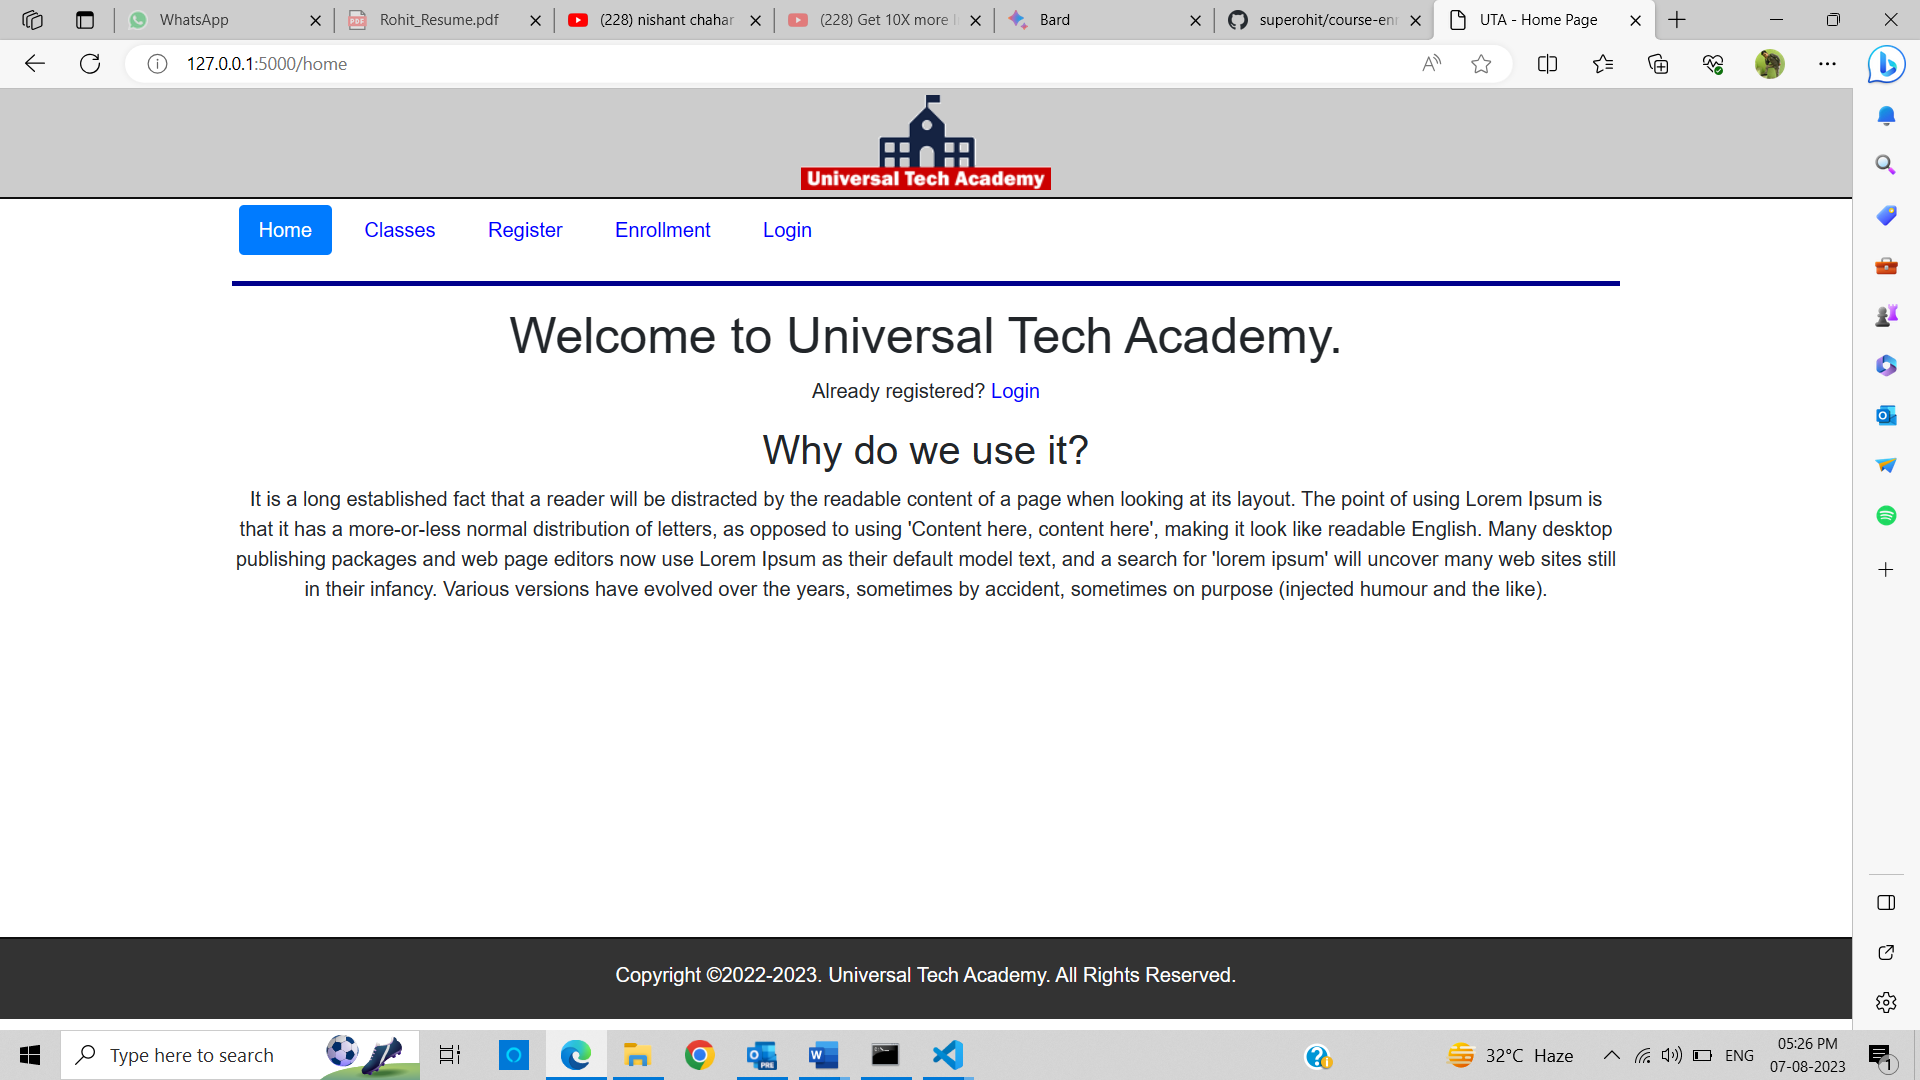 WhatsApp
Rohit_Resume.pdf
(228) nishant chahar
(228) Get 10X more
Bard
superohit/course-enr
UTA - Home Page
127.0.0.1:5000/home
Universal Tech Academy
Home Classes Register Enrollment Login
Welcome to Universal Tech Academy.
Already registered? Login
Why do we use it?
It is a long established fact that a reader will be distracted by the readable content of a page when looking at its layout. The point of using Lorem Ipsum is
that it has a more-or-less normal distribution of letters, as opposed to using 'Content here, content here', making it look like readable English. Many desktop
publishing packages and web page editors now use Lorem Ipsum as their default model text, and a search for 'lorem ipsum' will uncover many web sites still
in their infancy. Various versions have evolved over the years, sometimes by accident, sometimes on purpose (injected humour and the like).
Copyright ©2022-2023. Universal Tech Academy. All Rights Reserved.
Type here to search
32°C Haze
ENG
05:26 PM
07-08-2023
1